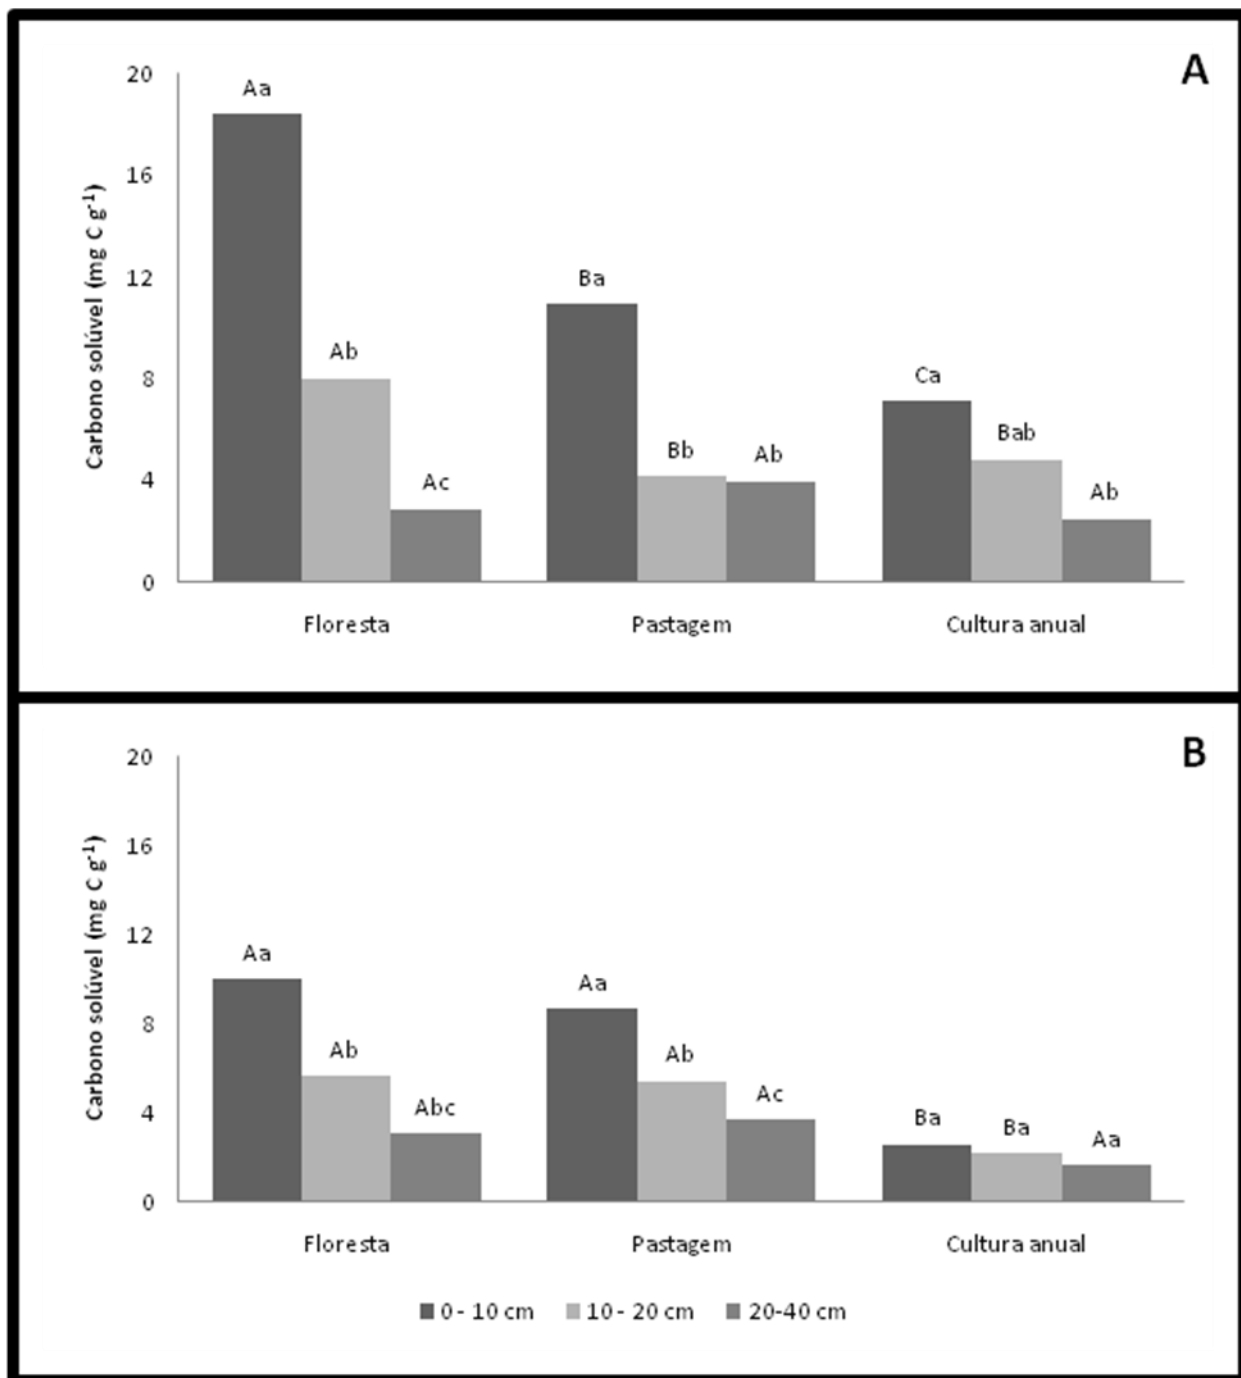 A
Carbono solúvel (mg C g⁻¹)
20
16
12
8
4
0
Aa
Ab
Ac
Ba
Bb
Ab
Ca
Bab
Ab
Floresta
Pastagem
Cultura anual
B
Carbono solúvel (mg C g⁻¹)
20
16
12
8
4
0
Aa
Ab
Abc
Aa
Ab
Ac
Ba
Ba
Aa
Floresta
Pastagem
Cultura anual
0 - 10 cm
10 - 20 cm
20-40 cm